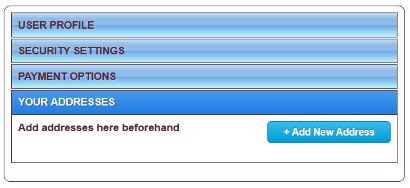 USER PROFILE
SECURITY SETTINGS
PAYMENT OPTIONS
YOUR ADDRESSES
Add addresses here beforehand
+ Add New Address